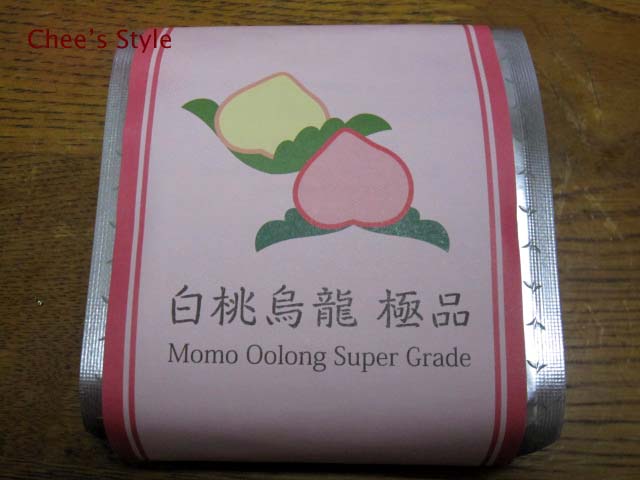 Chee's Style
白桃烏龍 極品
Momo Oolong Super Grade